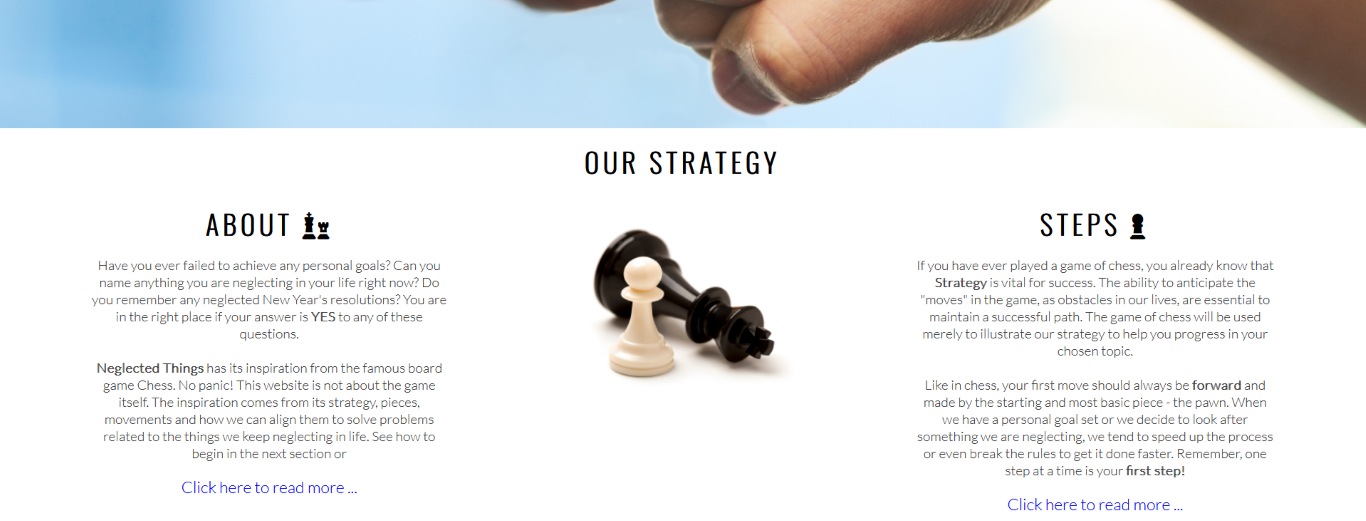 OUR STRATEGY
ABOUT
Have you ever failed to achieve any personal goals? Can you
name anything you are neglecting in your life right now? Do
you remember any neglected New Year's resolutions? You are
in the right place if your answer is YES to any of these
questions.
Neglected Things has its inspiration from the famous board
game Chess. No panic! This website is not about the game
itself. The inspiration comes from its strategy, pieces,
movements and how we can align them to solve problems
related to the things we keep neglecting in life. See how to
begin in the next section or
Click here to read more ...
STEPS
If you have ever played a game of chess, you already know that
Strategy is vital for success. The ability to anticipate the
"moves" in the game, as obstacles in our lives, are essential to
maintain a successful path. The game of chess will be used
merely to illustrate our strategy to help you progress in your
chosen topic.
Like in chess, your first move should always be forward and
made by the starting and most basic piece - the pawn. When
we have a personal goal set or we decide to look after
something we are neglecting, we tend to speed up the process
or even break the rules to get it done faster. Remember, one
step at a time is your first step!
Click here to read more ...